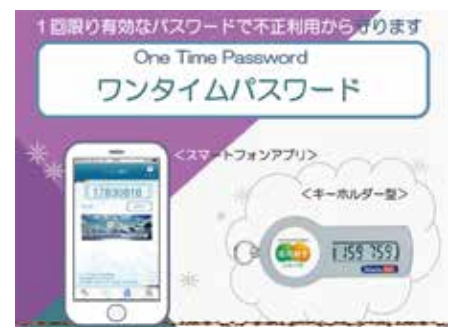 1回限り有効なパスワードで不正利用から守ります
One Time Password
ワンタイムパスワード
<スマートフォンアプリ>
17830816
<キーホルダー型>
159 759